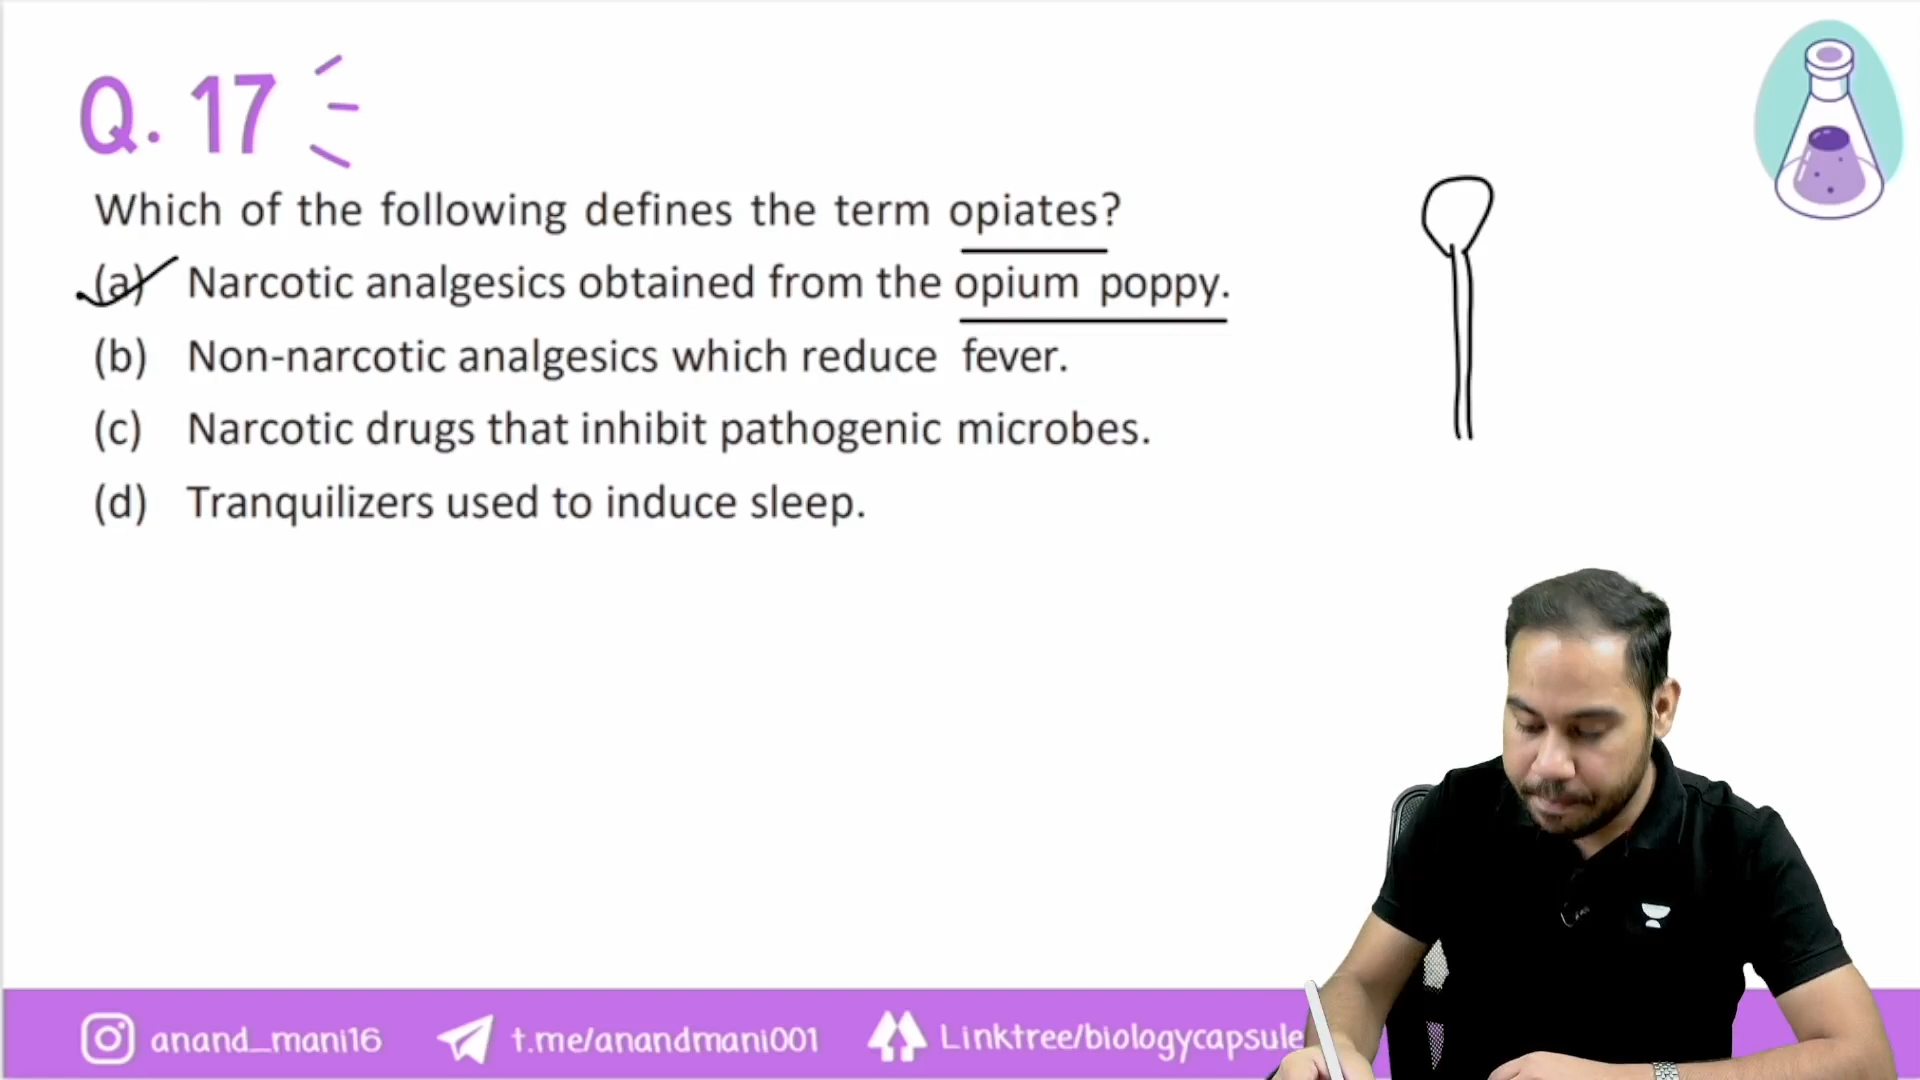 Q. 17
Which of the following defines the term opiates?
(a) Narcotic analgesics obtained from the opium poppy.
(b) Non-narcotic analgesics which reduce fever.
(c) Narcotic drugs that inhibit pathogenic microbes.
(d) Tranquilizers used to induce sleep.
anand_mani16 t.me/anandmani001 Linktree/biologycapsule